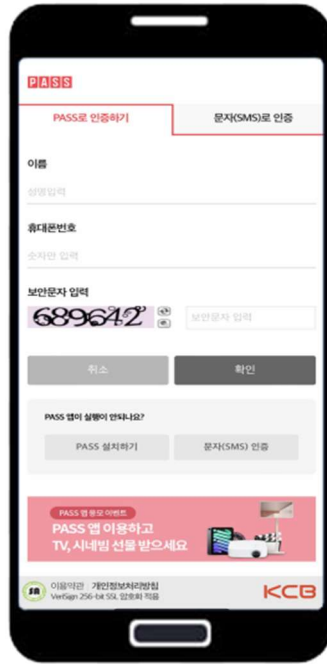 PASS
PASS로 인증하기
문자(SMS)로 인증
이름
성명입력
휴대폰번호
숫자만 입력
보안문자 입력
689642
보안문자 입력
취소
확인
PASS 앱이 실행이 안되나요?
PASS 설치하기
문자(SMS) 인증
PASS 앱 응모 이벤트
PASS 앱 이용하고
TV, 시네빔 선물 받으세요
이용약관 개인정보처리방침
VeriSign 256-bit SSL 암호화 적용
KCB